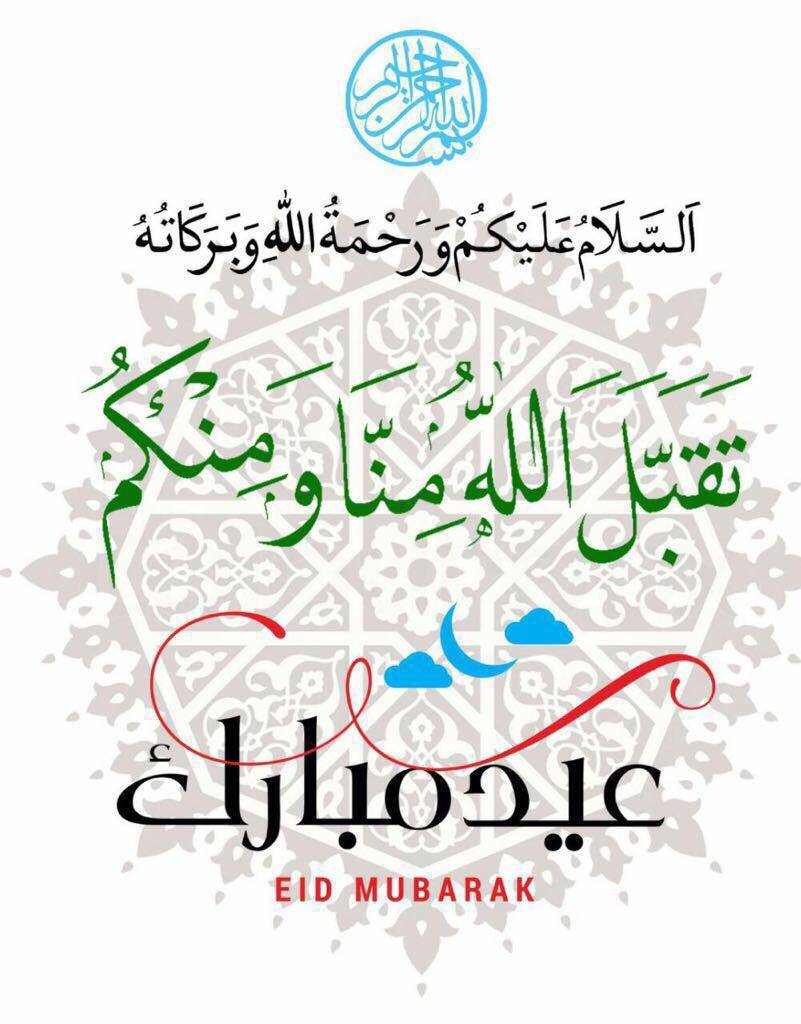 بسم الله الرحمن الرحيم
اَلسَّلَامُ عَلَيْكُمْ وَرَحْمَةُ اللهِ وَبَرَكَاتُهُ
تَقَبَّلَ اللهُ مِنَّا وَمِنْكُمْ
عيد مبارك
EID MUBARAK